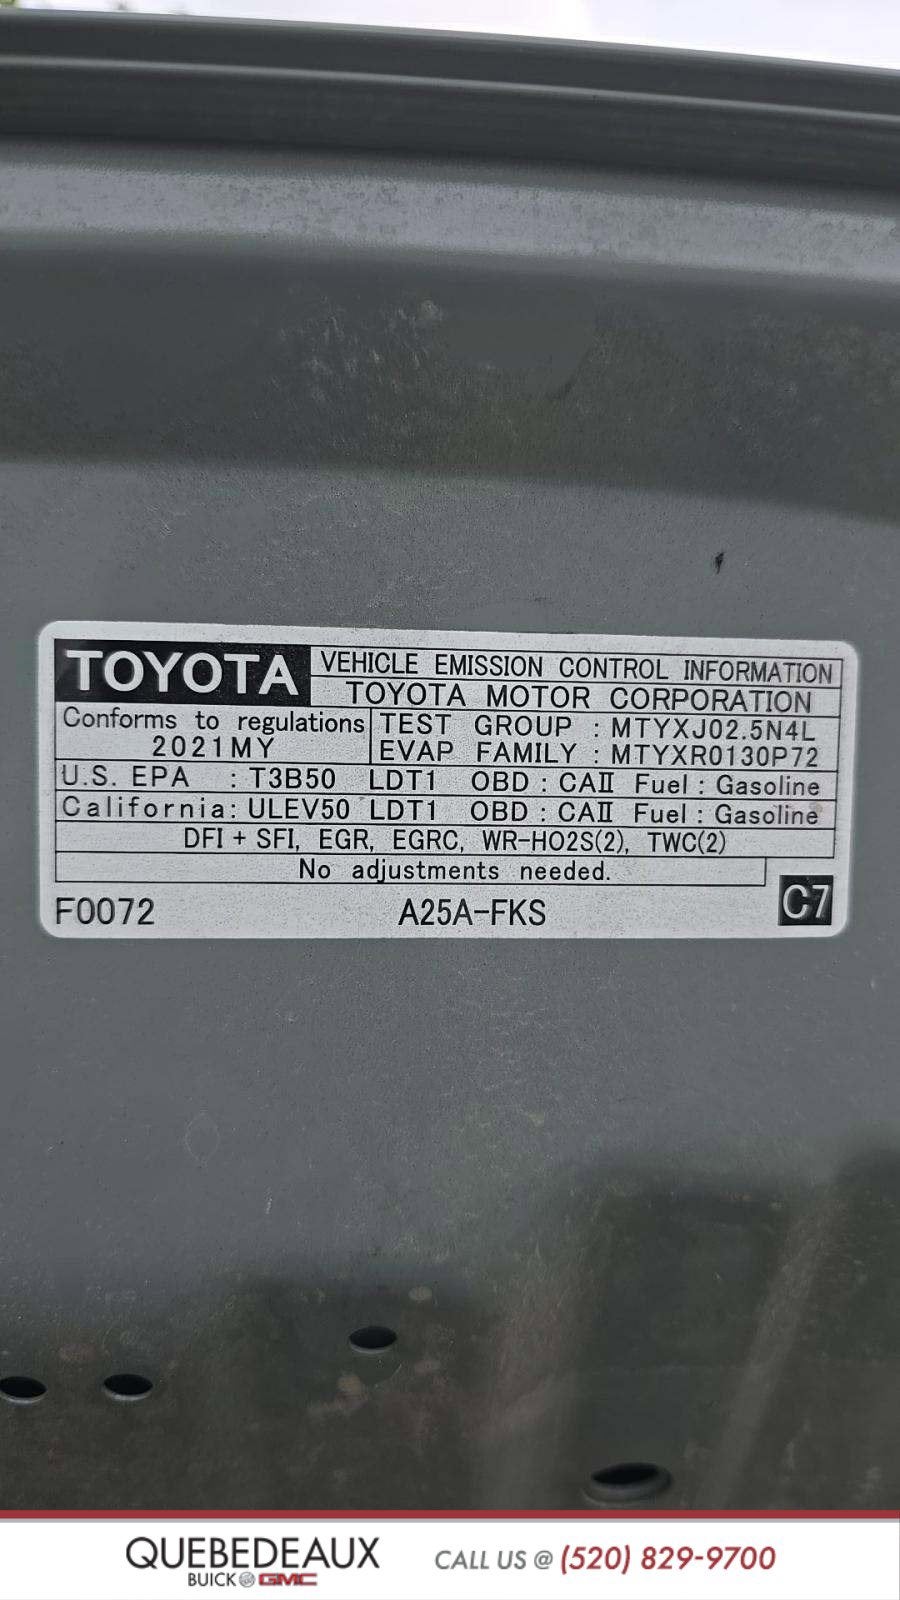 TOYOTA VEHICLE EMISSION CONTROL INFORMATION
TOYOTA MOTOR CORPORATION
Conforms to regulations
2021MY
TEST GROUP : MTYXJ02.5N4L
EVAP FAMILY : MTYXR0130P72
U.S. EPA : T3B50 LDT1 OBD : CAⅡ Fuel : Gasoline
California : ULEV50 LDT1 OBD : CAⅡ Fuel : Gasoline
DFI + SFI, EGR, EGRC, WR-HO2S(2), TWC(2)
No adjustments needed.
F0072 A25A-FKS C7
QUEBEDEAUX
BUICK GMC
CALL US @ (520) 829-9700